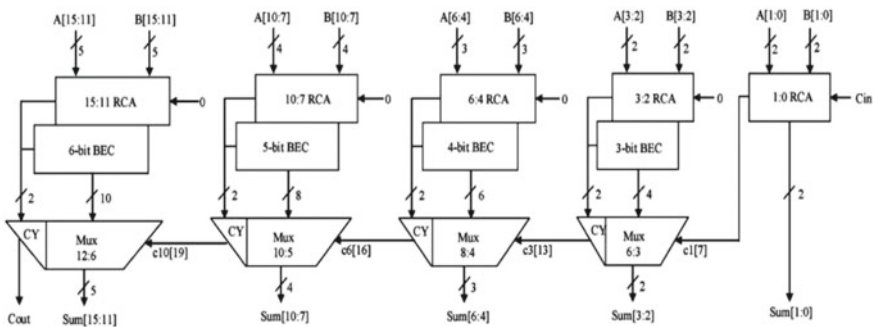 A[15:11] B[15:11] A[10:7] B[10:7] A[6:4] B[6:4] A[3:2] B[3:2] A[1:0] B[1:0]
5 5 4 4 3 3 2 2 2 2
15:11 RCA 0 10:7 RCA 0 6:4 RCA 0 3:2 RCA 0 1:0 RCA Cin
6-bit BEC 5-bit BEC 4-bit BEC 3-bit BEC
2 10 2 8 2 6 2 4 2
CY Mux 12:6 c10[19] CY Mux 10:5 c6[16] CY Mux 8:4 c3[13] CY Mux 6:3 c1[7]
5 4 3 2
Cout Sum[15:11] Sum[10:7] Sum[6:4] Sum[3:2] Sum[1:0]